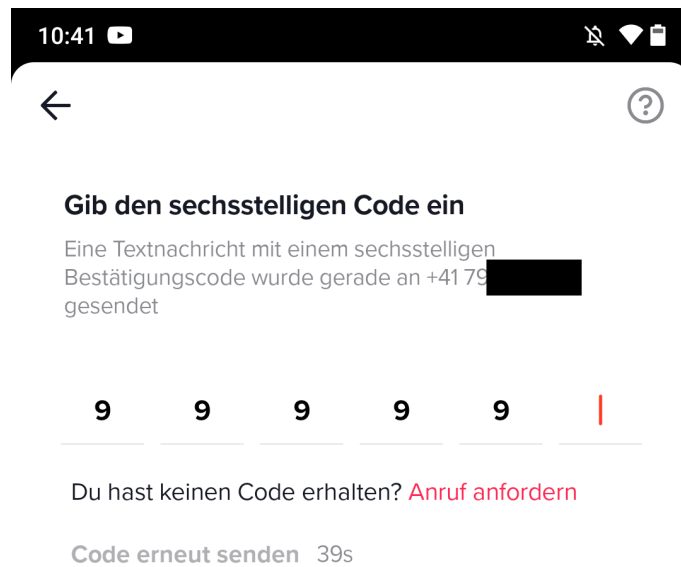 10:41
Gib den sechsstelligen Code ein
Eine Textnachricht mit einem sechsstelligen
Bestätigungscode wurde gerade an +41 79
gesendet
9 9 9 9 9
Du hast keinen Code erhalten? Anruf anfordern
Code erneut senden 39s